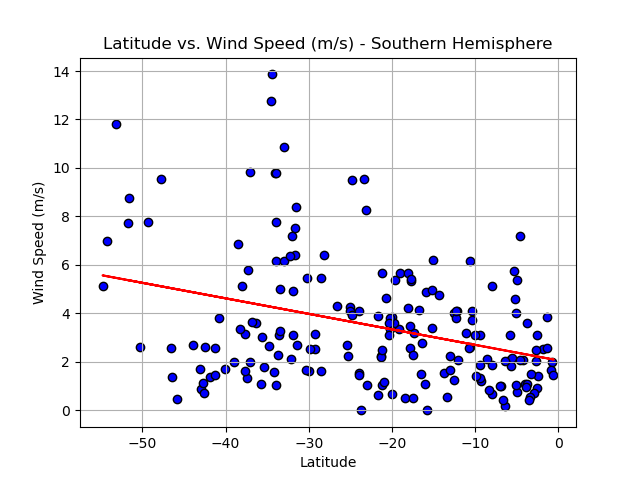 Latitude vs. Wind Speed (m/s) - Southern Hemisphere
14
12
10
8
6
4
2
0
Wind Speed (m/s)
−50 −40 −30 −20 −10 0
Latitude